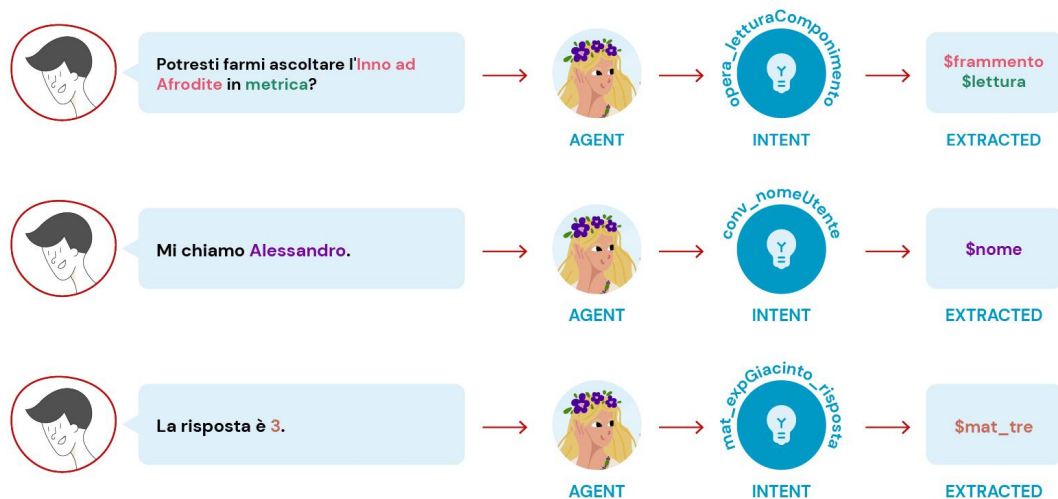 Potresti farmi ascoltare l'Inno ad
Afrodite in metrica?
AGENT
opera_letturaComponimento
INTENT
$frammento
$lettura
EXTRACTED
Mi chiamo Alessandro.
AGENT
conv_nomeUtente
INTENT
$nome
EXTRACTED
La risposta è 3.
AGENT
mat_expGiacinto_risposta
INTENT
$mat_tre
EXTRACTED